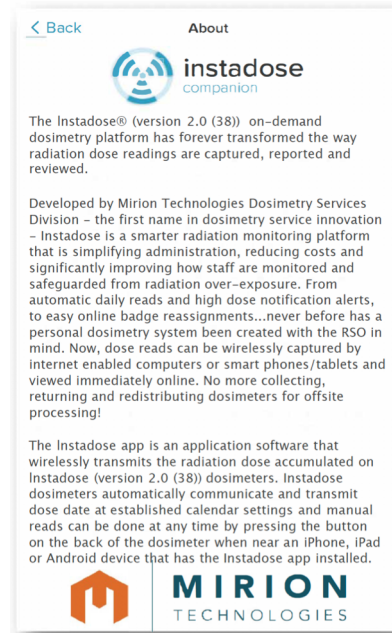 Back
About
instadose
companion
The Instadose® (version 2.0 (38)) on-demand
dosimetry platform has forever transformed the way
radiation dose readings are captured, reported and
reviewed.
Developed by Mirion Technologies Dosimetry Services
Division – the first name in dosimetry service innovation
– Instadose is a smarter radiation monitoring platform
that is simplifying administration, reducing costs and
significantly improving how staff are monitored and
safeguarded from radiation over-exposure. From
automatic daily reads and high dose notification alerts,
to easy online badge reassignments...never before has a
personal dosimetry system been created with the RSO in
mind. Now, dose reads can be wirelessly captured by
internet enabled computers or smart phones/tablets and
viewed immediately online. No more collecting,
returning and redistributing dosimeters for offsite
processing!
The Instadose app is an application software that
wirelessly transmits the radiation dose accumulated on
Instadose (version 2.0 (38)) dosimeters. Instadose
dosimeters automatically communicate and transmit
dose date at established calendar settings and manual
reads can be done at any time by pressing the button
on the back of the dosimeter when near an iPhone, iPad
or Android device that has the Instadose app installed.
MIRION
TECHNOLOGIES